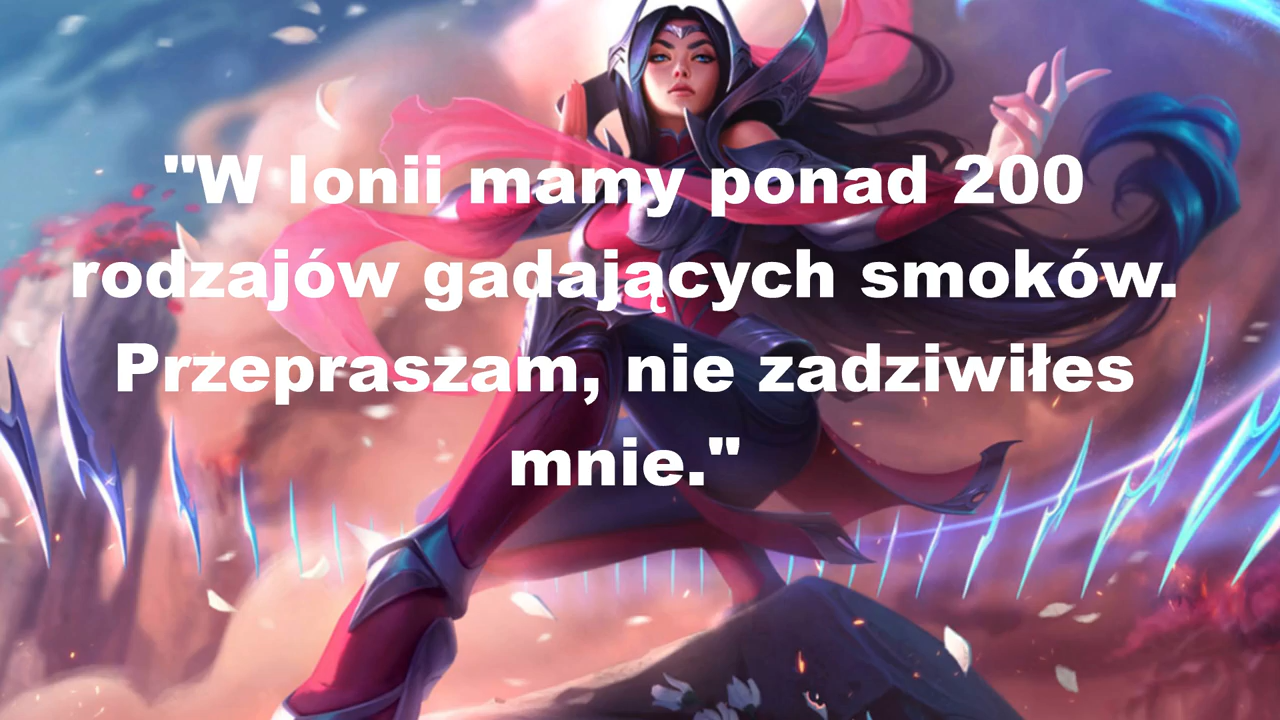 "W Ionii mamy ponad 200
rodzajów gadających smoków.
Przepraszam, nie zadziwiłes
mnie."